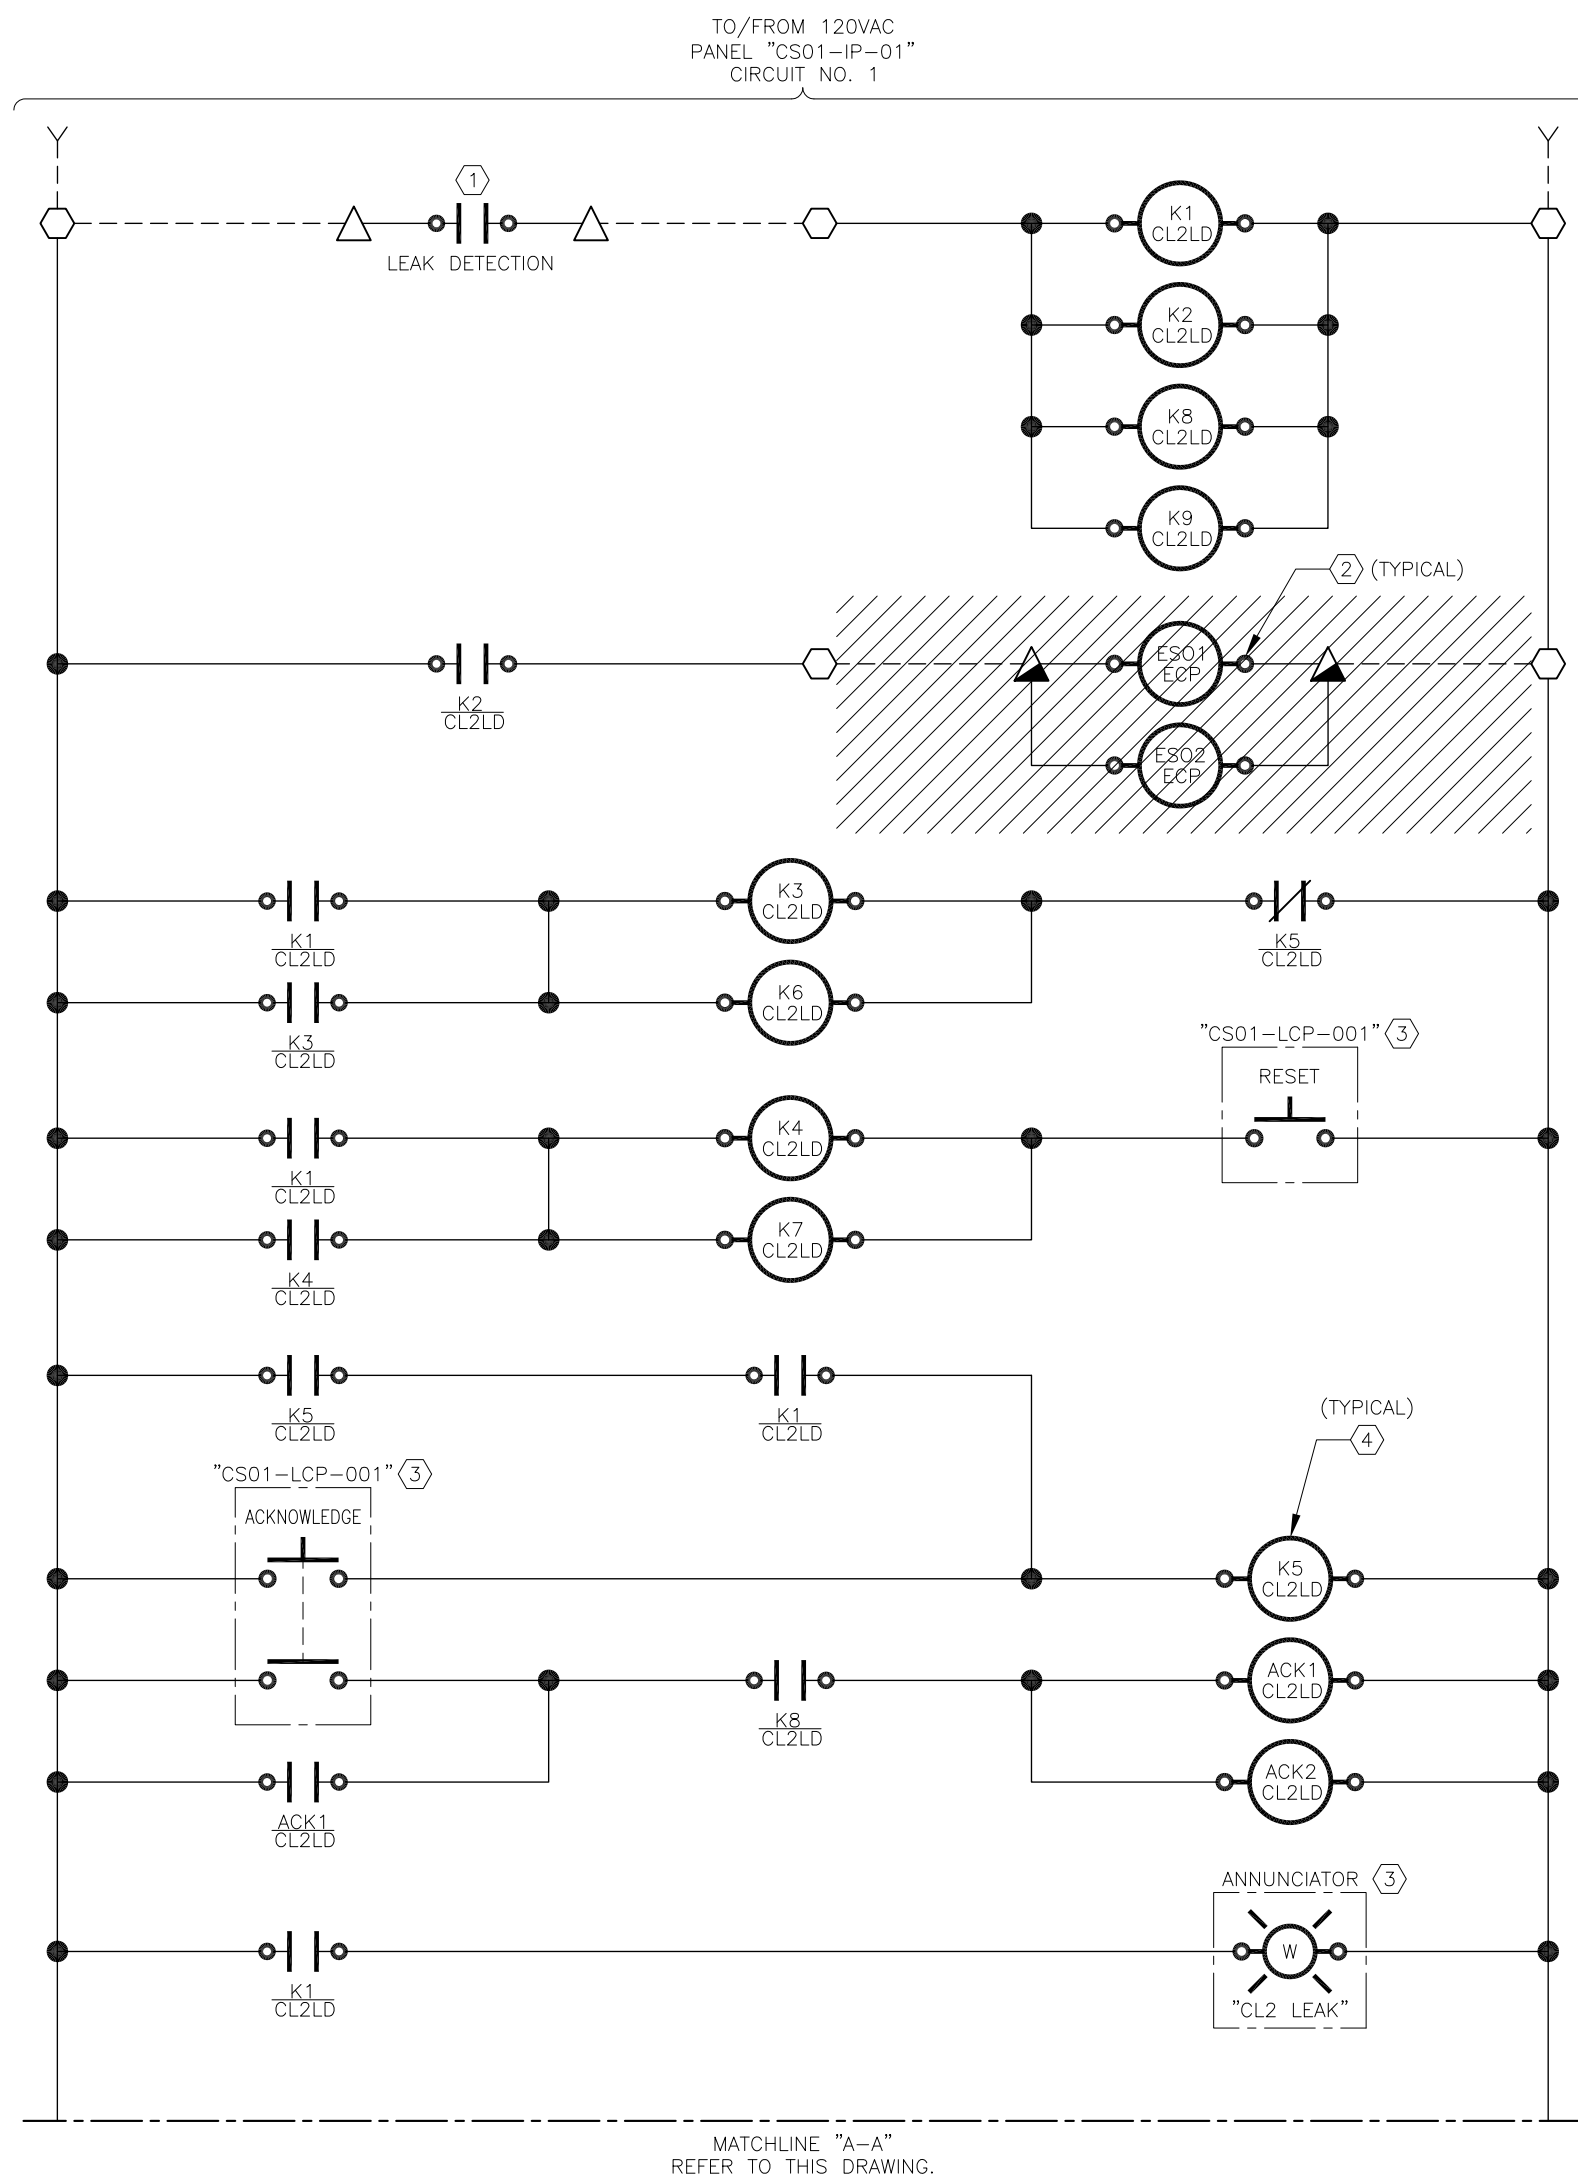 TO/FROM 120VAC
PANEL "CS01-IP-01"
CIRCUIT NO. 1
1
LEAK DETECTION
K1
CL2LD
K2
CL2LD
K8
CL2LD
K9
CL2LD
2 (TYPICAL)
K2
CL2LD
ES01
ECP
ES02
ECP
K1
CL2LD
K3
CL2LD
K5
CL2LD
K3
CL2LD
K6
CL2LD
"CS01-LCP-001" 3
RESET
K1
CL2LD
K4
CL2LD
K4
CL2LD
K7
CL2LD
K5
CL2LD
K1
CL2LD
(TYPICAL)
4
"CS01-LCP-001" 3
ACKNOWLEDGE
K5
CL2LD
K8
CL2LD
ACK1
CL2LD
ACK1
CL2LD
ACK2
CL2LD
ANNUNCIATOR 3
K1
CL2LD
W
"CL2 LEAK"
MATCHLINE "A-A"
REFER TO THIS DRAWING.